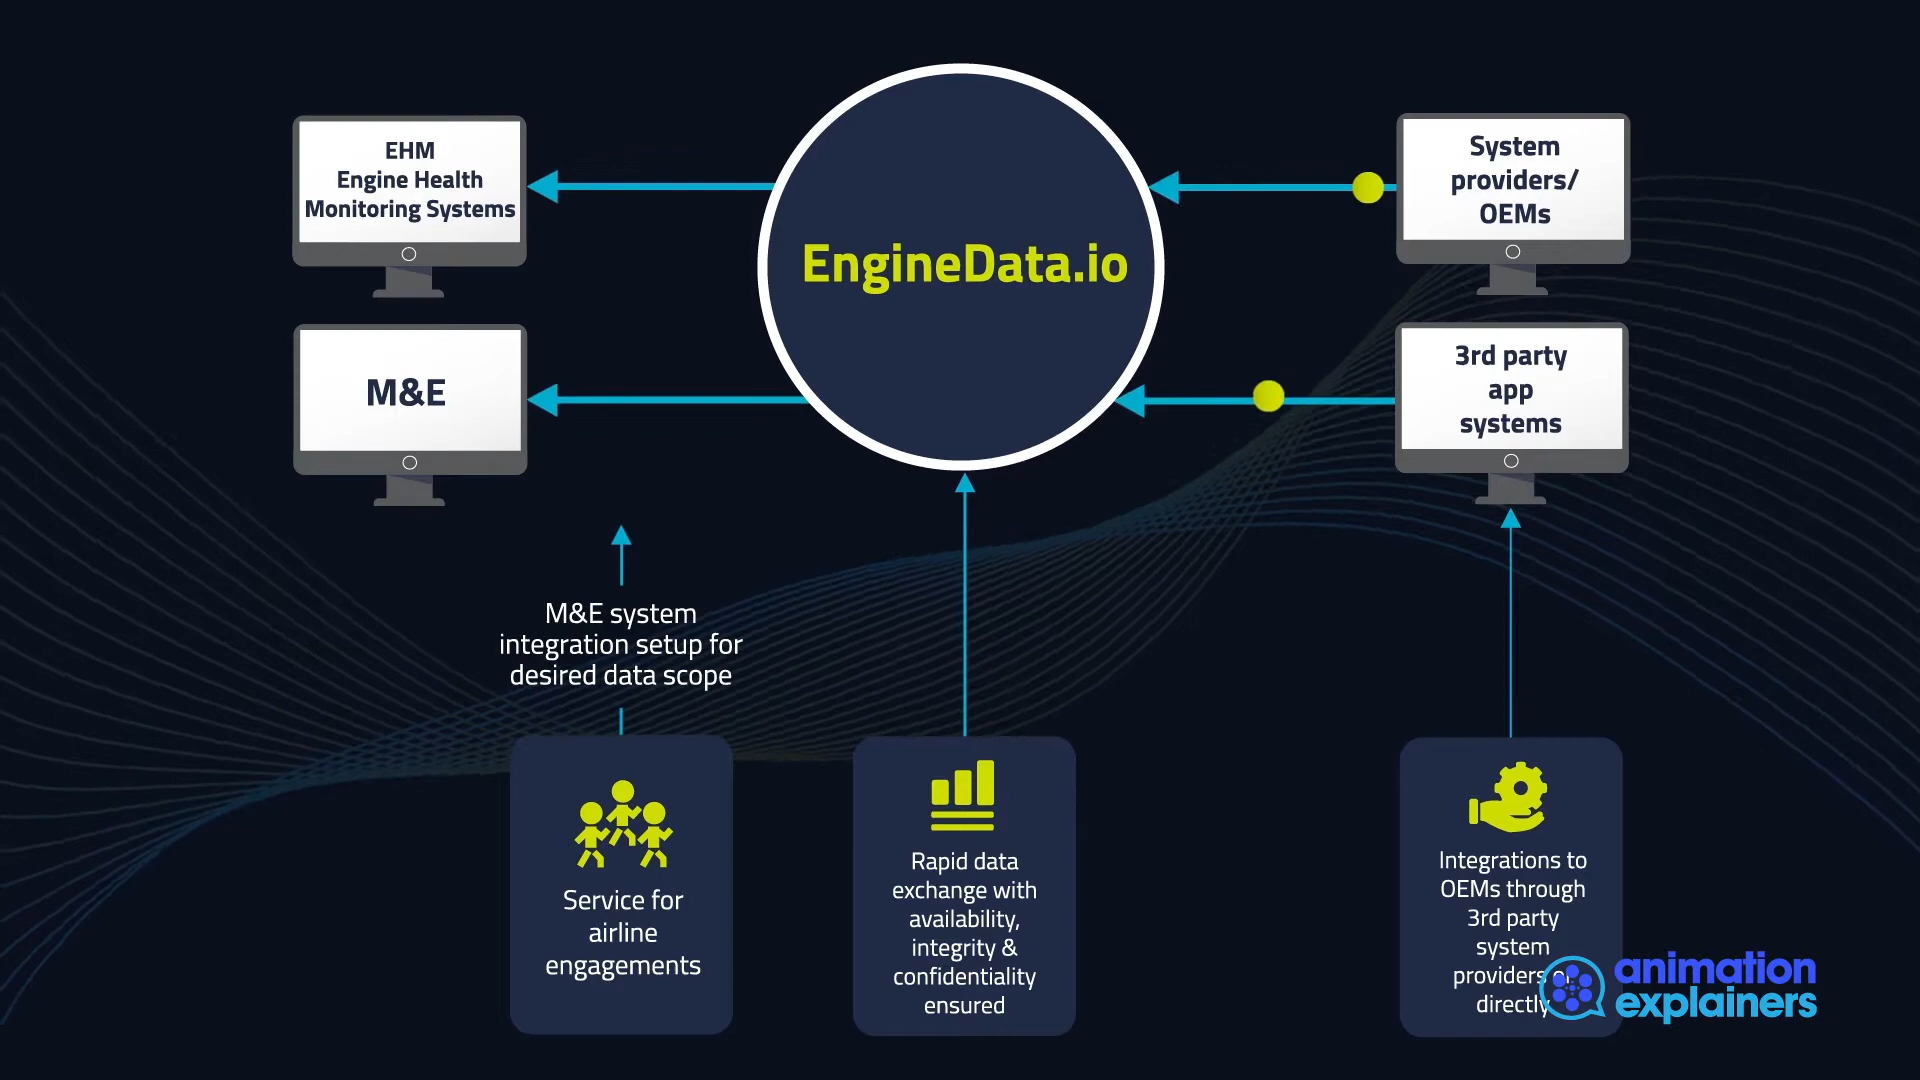 EHM
Engine Health
Monitoring Systems
EngineData.io
System
providers/
OEMs
M&E
3rd party
app
systems
M&E system
integration setup for
desired data scope
Service for
airline
engagements
Rapid data
exchange with
availability,
integrity &
confidentiality
ensured
Integrations to
OEMs through
3rd party
system
providers or
directly
animation
explainers